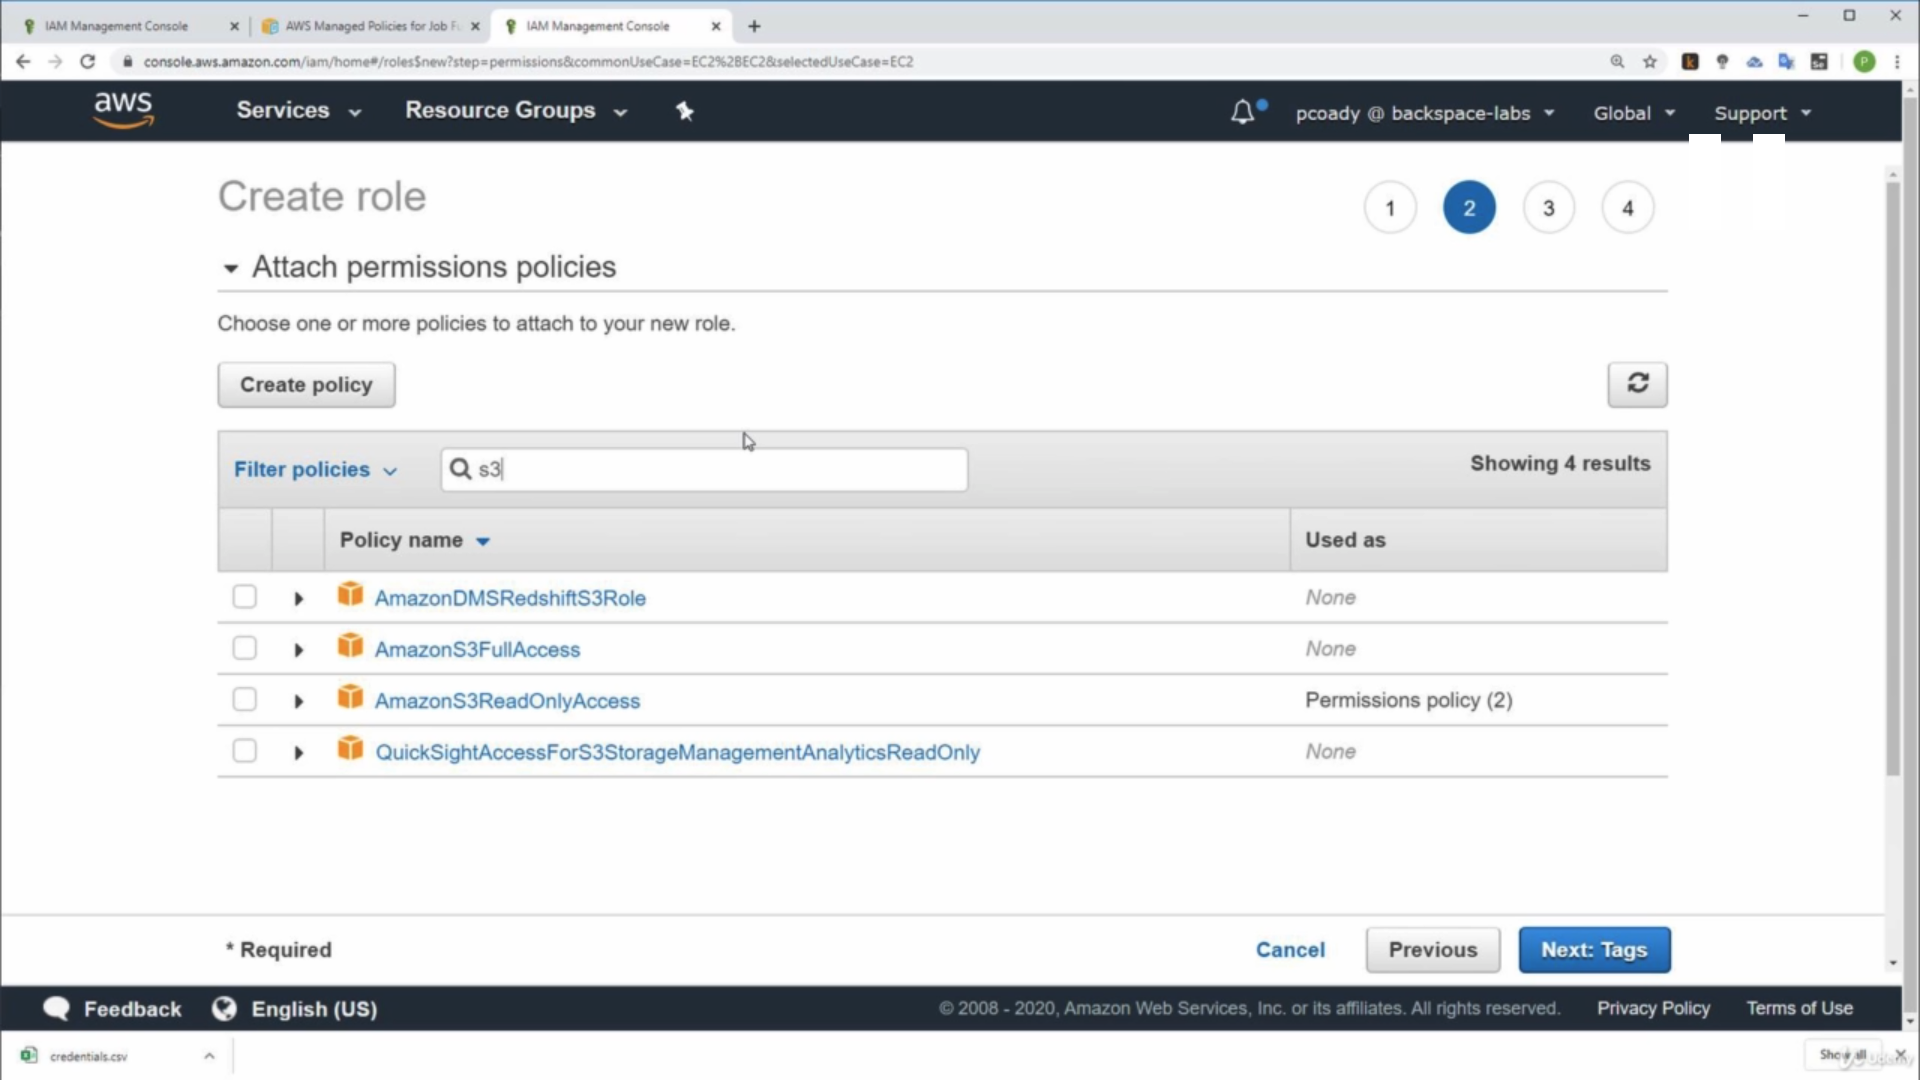 IAM Management Console
AWS Managed Policies for Job Fu
IAM Management Console
console.aws.amazon.com/iam/home#/roles$new?step=permissions&commonUseCase=EC2%2BEC2&selectedUseCase=EC2
P
aws
Services
Resource Groups
pcoady @ backspace-labs
Global
Support
Create role
1
2
3
4
Attach permissions policies
Choose one or more policies to attach to your new role.
Create policy
Filter policies
s3
Showing 4 results
Policy name
Used as
AmazonDMSRedshiftS3Role
None
AmazonS3FullAccess
None
AmazonS3ReadOnlyAccess
Permissions policy (2)
QuickSightAccessForS3StorageManagementAnalyticsReadOnly
None
* Required
Cancel
Previous
Next: Tags
Feedback
English (US)
© 2008 - 2020, Amazon Web Services, Inc. or its affiliates. All rights reserved.
Privacy Policy
Terms of Use
credentials.csv
Show all
Udemy